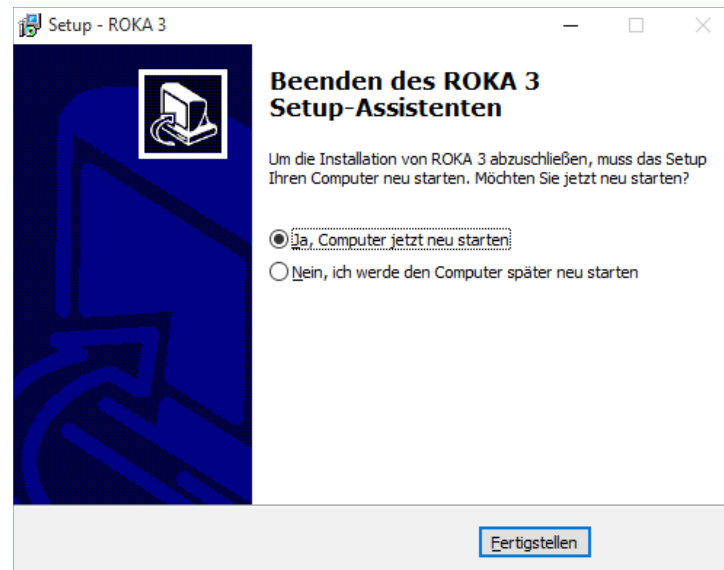 Setup - ROKA 3
Beenden des ROKA 3
Setup-Assistenten
Um die Installation von ROKA 3 abzuschließen, muss das Setup
Ihren Computer neu starten. Möchten Sie jetzt neu starten?
Ja, Computer jetzt neu starten
Nein, ich werde den Computer später neu starten
Fertigstellen